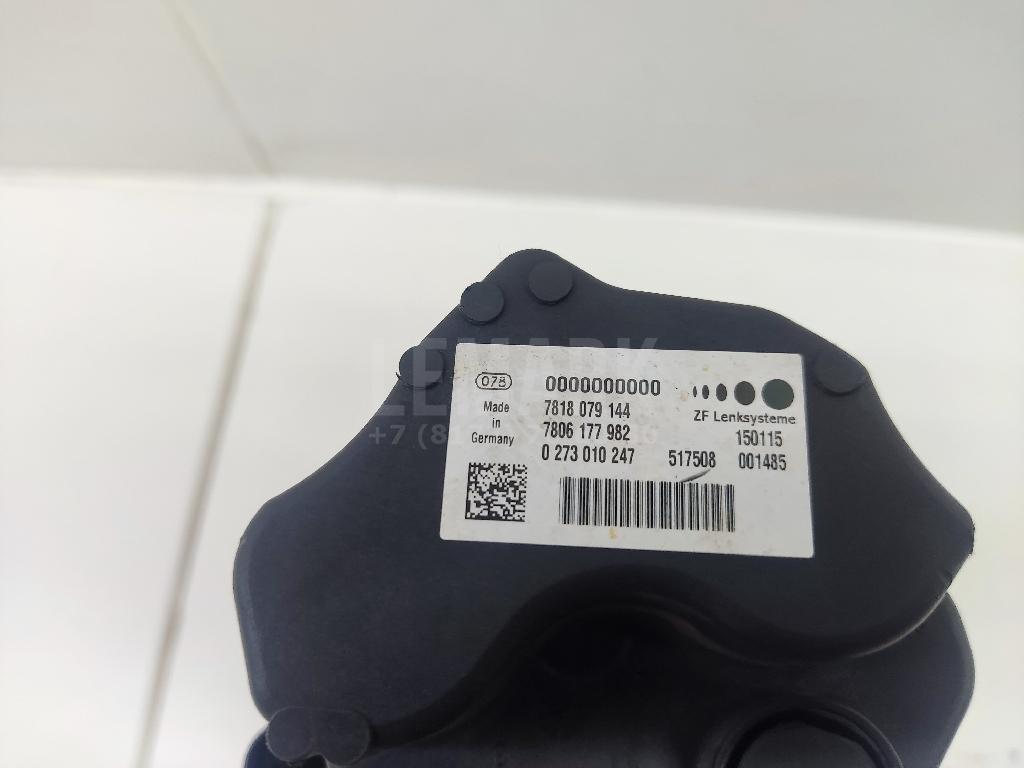 LEMARK
078
0000000000
Made
in
Germany
7818 079 144
7806 177 982
0 273 010 247
ZF Lenksysteme
150115
517508 001485